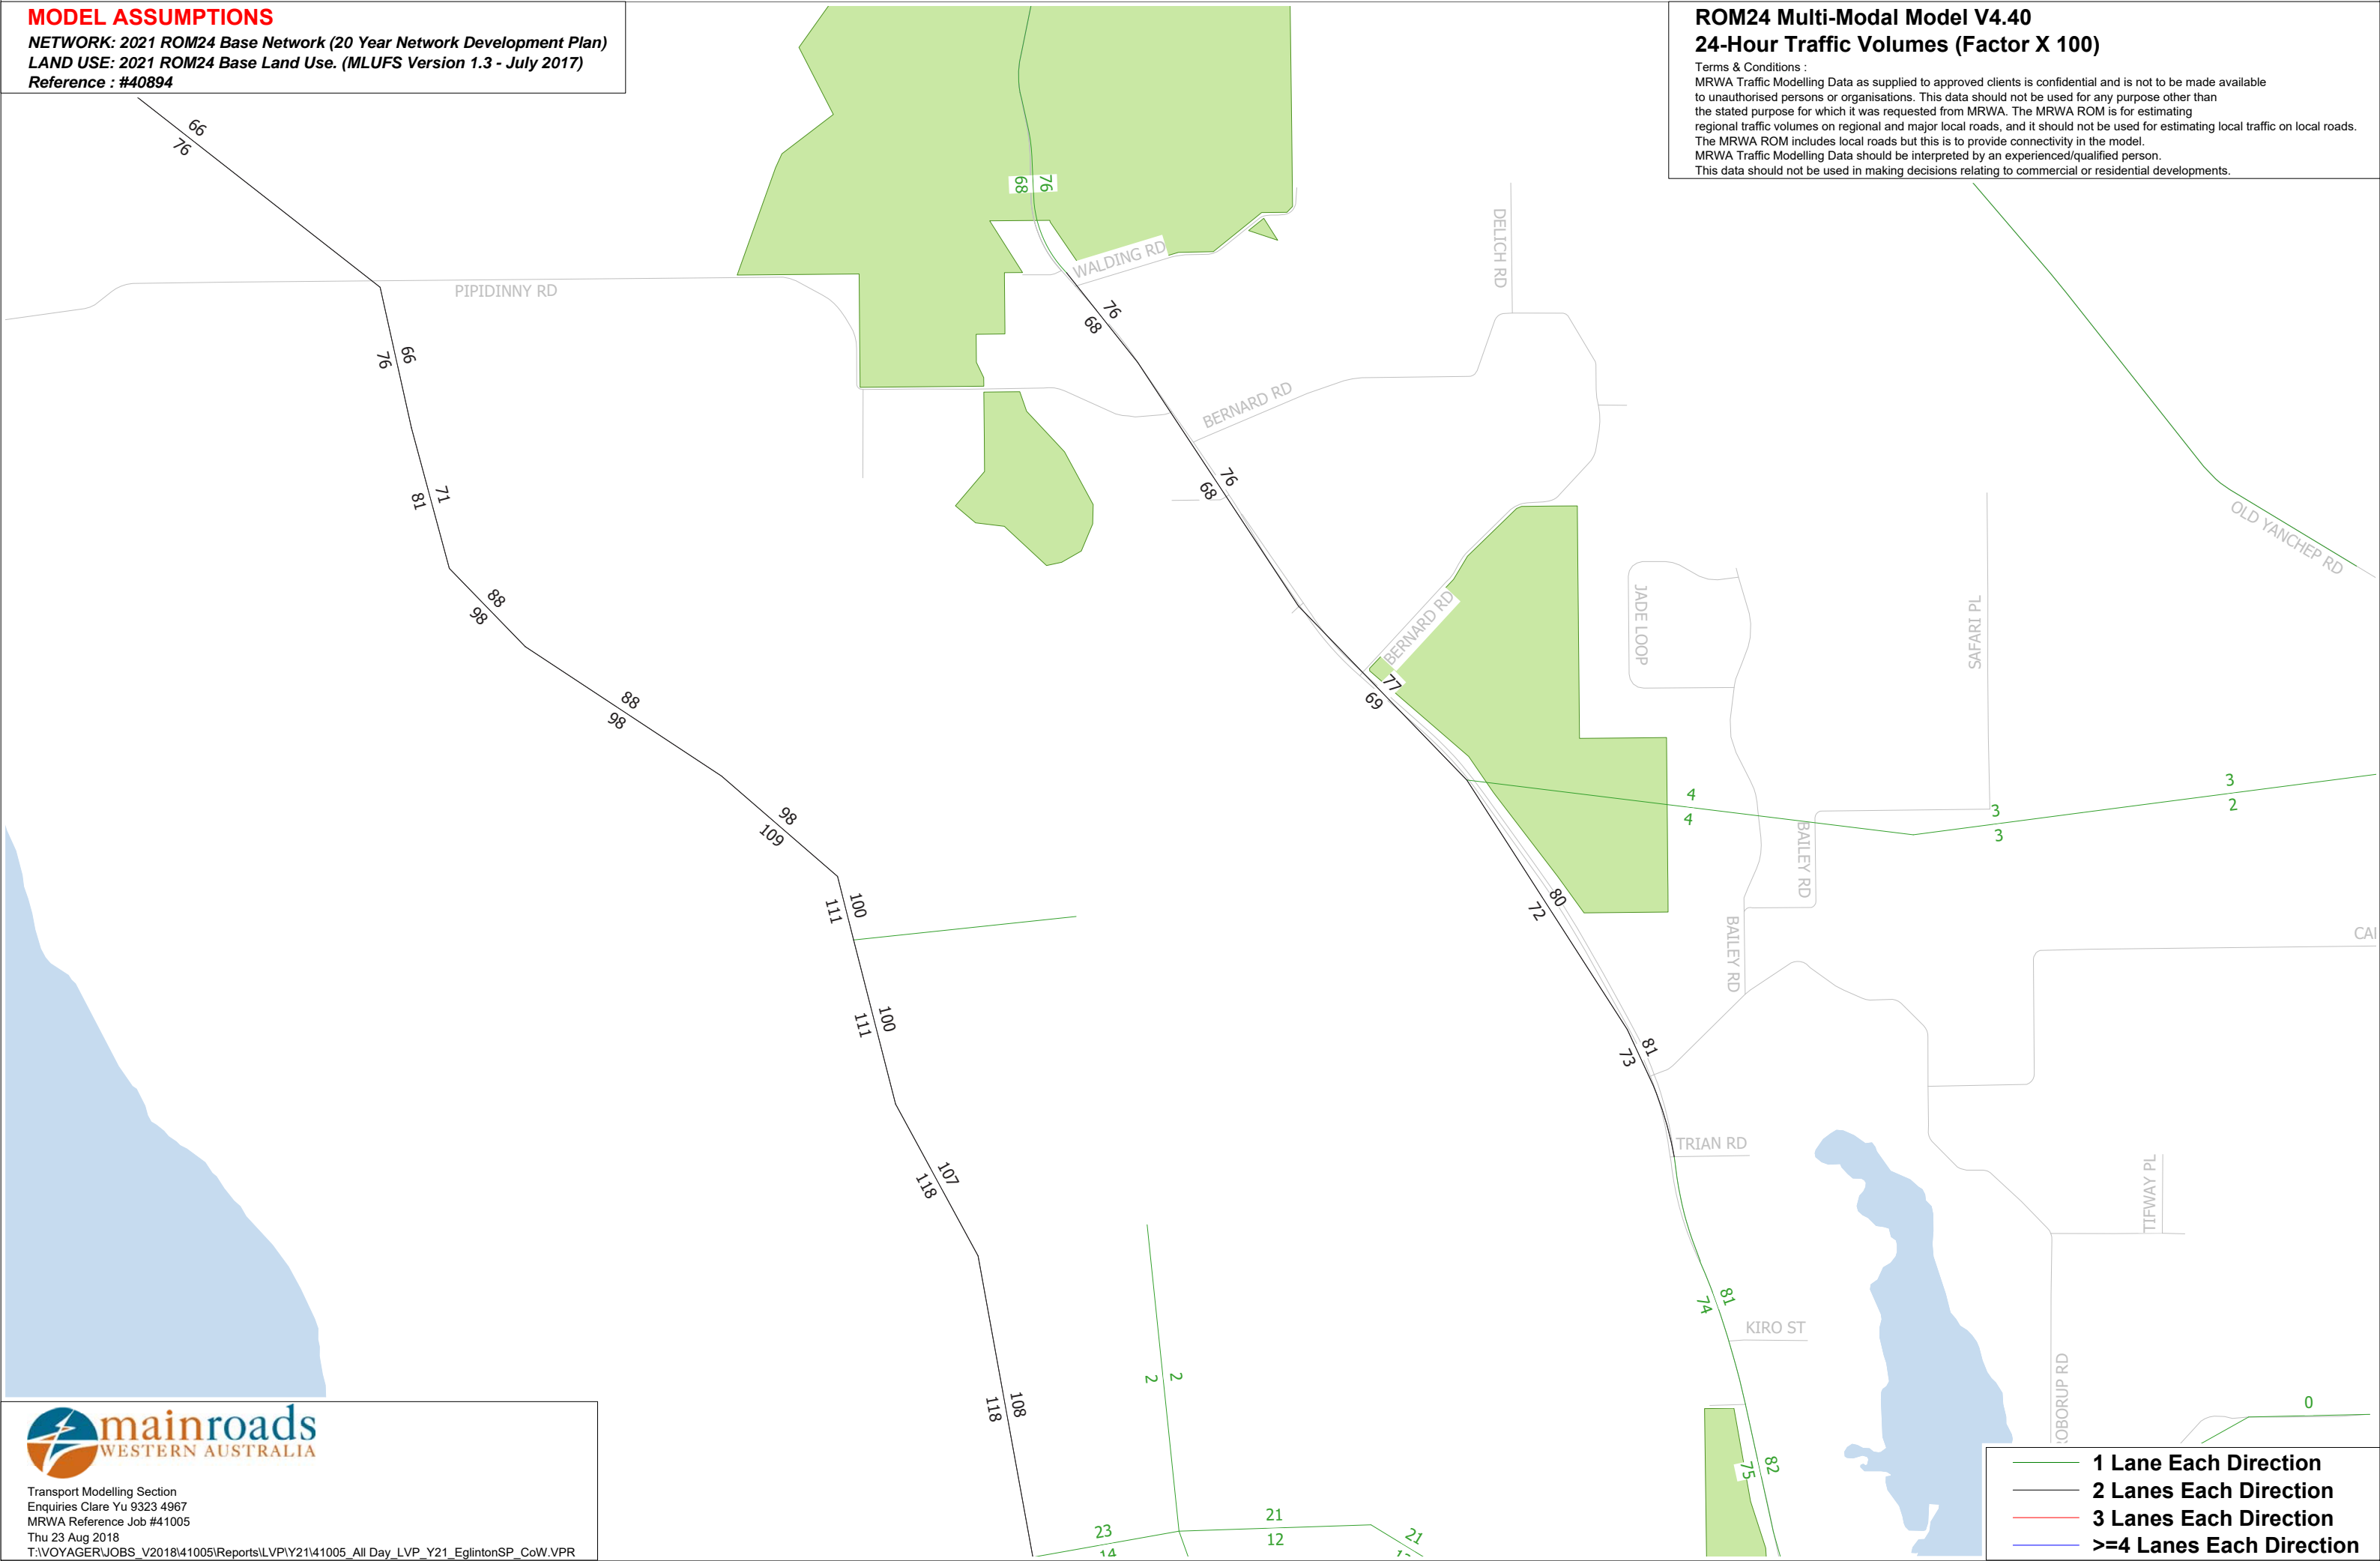 MODEL ASSUMPTIONS
NETWORK: 2021 ROM24 Base Network (20 Year Network Development Plan)
LAND USE: 2021 ROM24 Base Land Use. (MLUFS Version 1.3 - July 2017)
Reference : #40894
ROM24 Multi-Modal Model V4.40
24-Hour Traffic Volumes (Factor X 100)
Terms & Conditions :
MRWA Traffic Modelling Data as supplied to approved clients is confidential and is not to be made available
to unauthorised persons or organisations. This data should not be used for any purpose other than
the stated purpose for which it was requested from MRWA. The MRWA ROM is for estimating
regional traffic volumes on regional and major local roads, and it should not be used for estimating local traffic on local roads.
The MRWA ROM includes local roads but this is to provide connectivity in the model.
MRWA Traffic Modelling Data should be interpreted by an experienced/qualified person.
This data should not be used in making decisions relating to commercial or residential developments.
66
76
68
76
WALDING RD
DELICH RD
PIPIDINNY RD
76
68
76
66
BERNARD RD
81
71
76
68
OLD YANCHEP RD
88
98
BERNARD RD
JADE LOOP
SAFARI PL
88
98
77
69
98
109
4
4
3
3
3
2
BAILEY RD
100
111
80
72
BAILEY RD
CAI
100
111
81
73
TRIAN RD
107
118
TIFWAY PL
81
74
KIRO ST
2
2
108
118
OBORUP RD
0
82
75
23
14
21
12
21
mainroads
WESTERN AUSTRALIA
Transport Modelling Section
Enquiries Clare Yu 9323 4967
MRWA Reference Job #41005
Thu 23 Aug 2018
T:\VOYAGER\JOBS_V2018\41005\Reports\LVP\Y21\41005_All Day_LVP_Y21_EglintonSP_CoW.VPR
1 Lane Each Direction
2 Lanes Each Direction
3 Lanes Each Direction
>=4 Lanes Each Direction